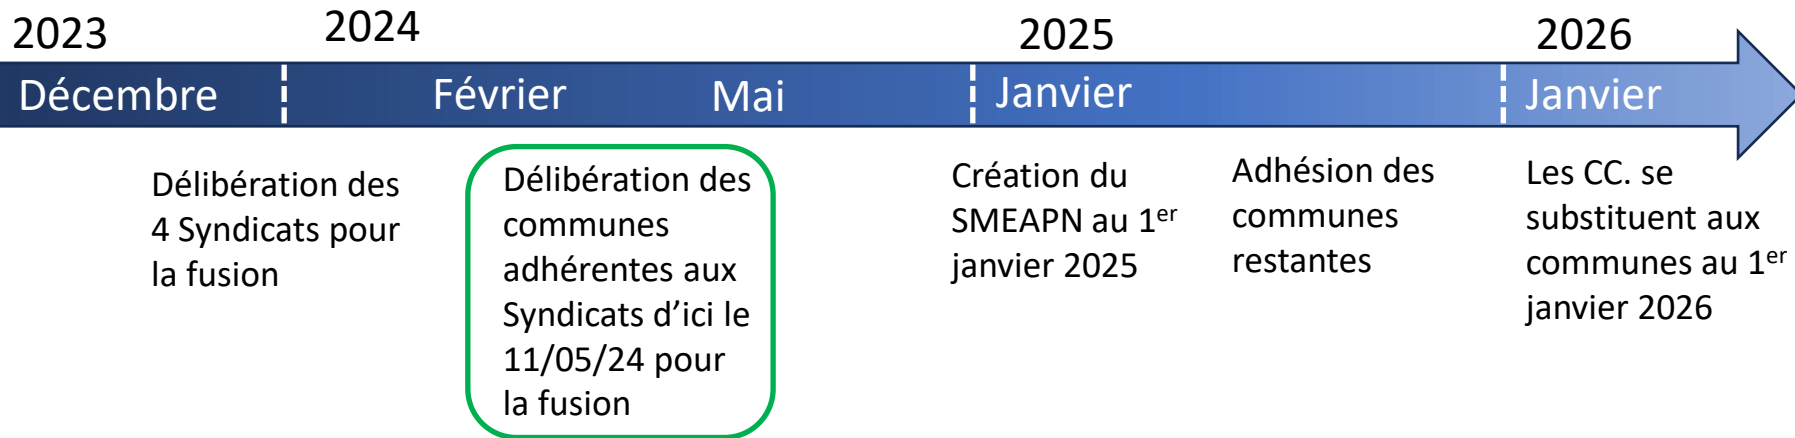 2023
2024
2025
2026
Décembre
Février
Mai
Janvier
Janvier
Délibération des
4 Syndicats pour
la fusion
Délibération des
communes
adhérentes aux
Syndicats d’ici le
11/05/24 pour
la fusion
Création du
SMEAPN au 1er
janvier 2025
Adhésion des
communes
restantes
Les CC. se
substituent aux
communes au 1er
janvier 2026